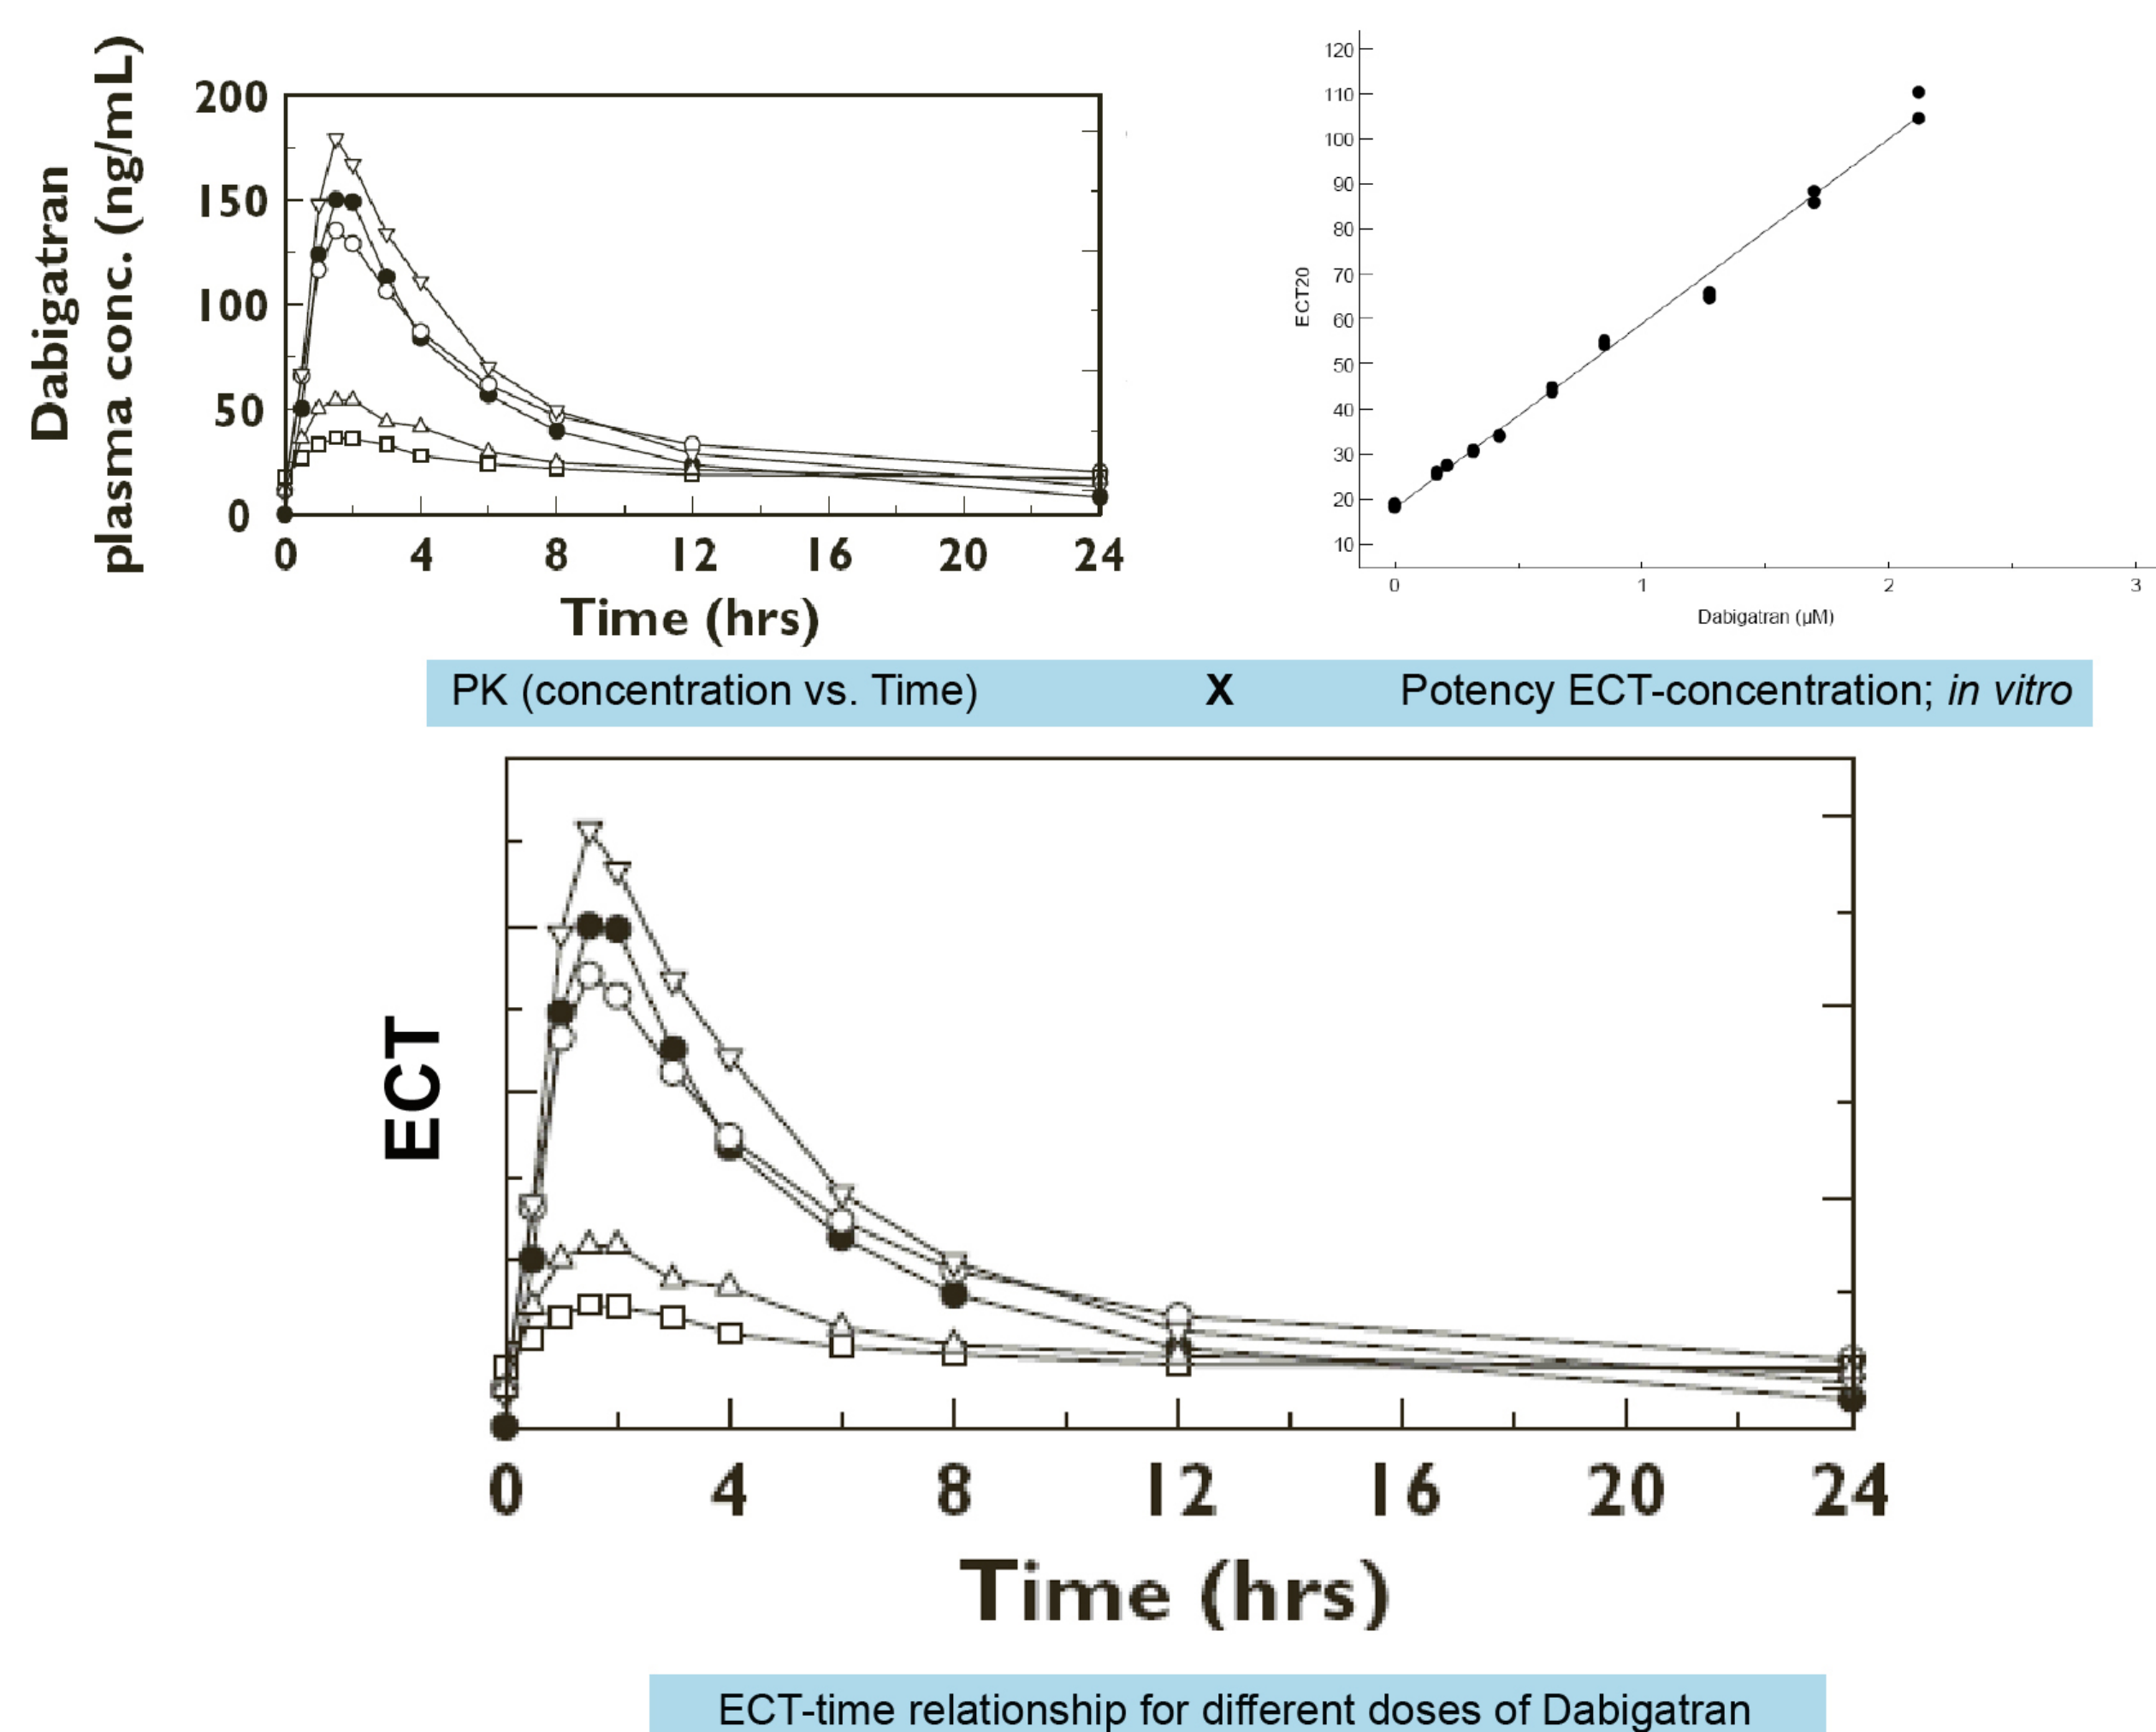 Dabigatran
plasma conc. (ng/mL)
200
150
100
50
0
0 4 8 12 16 20 24
Time (hrs)
120
110
100
90
80
70
60
50
40
30
20
10
ECT20
0 1 2 3
Dabigatran (µM)
PK (concentration vs. Time) X Potency ECT-concentration; in vitro
ECT
0 4 8 12 16 20 24
Time (hrs)
ECT-time relationship for different doses of Dabigatran